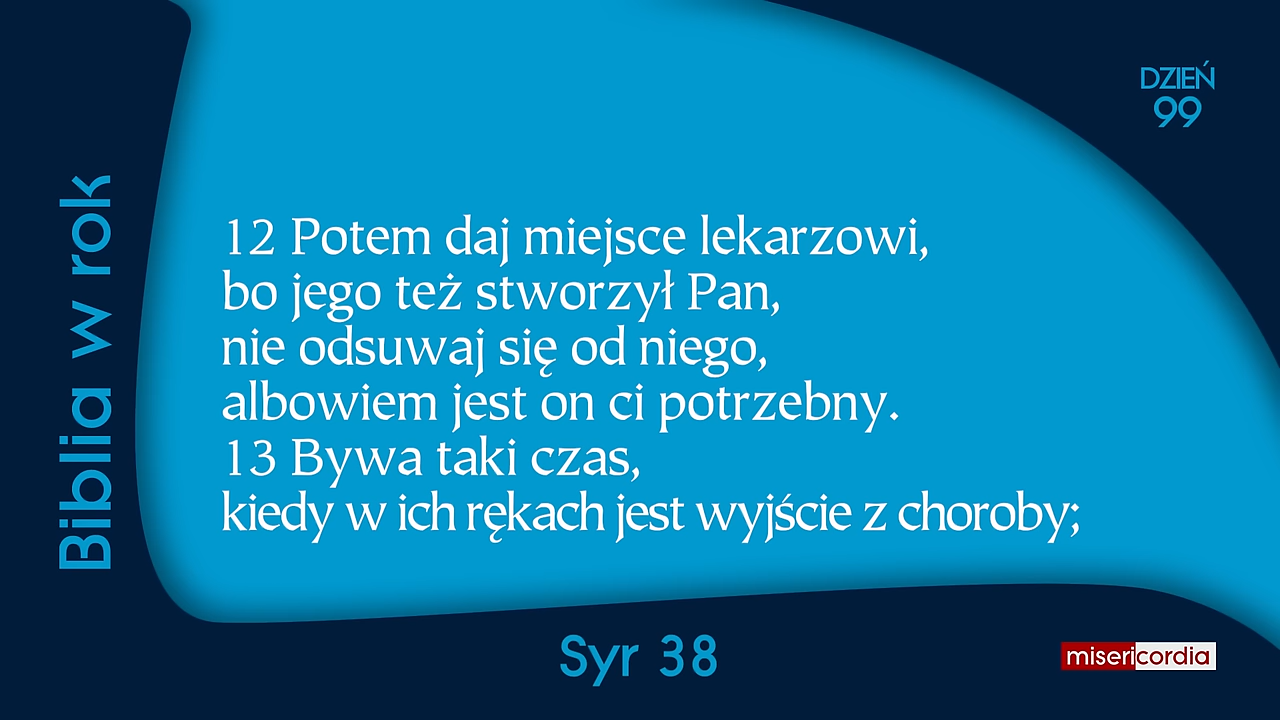 DZIEŃ
99
Biblia w rok
12 Potem daj miejsce lekarzowi,
bo jego też stworzył Pan,
nie odsuwaj się od niego,
albowiem jest on ci potrzebny.
13 Bywa taki czas,
kiedy w ich rękach jest wyjście z choroby;
Syr 38
misericordia